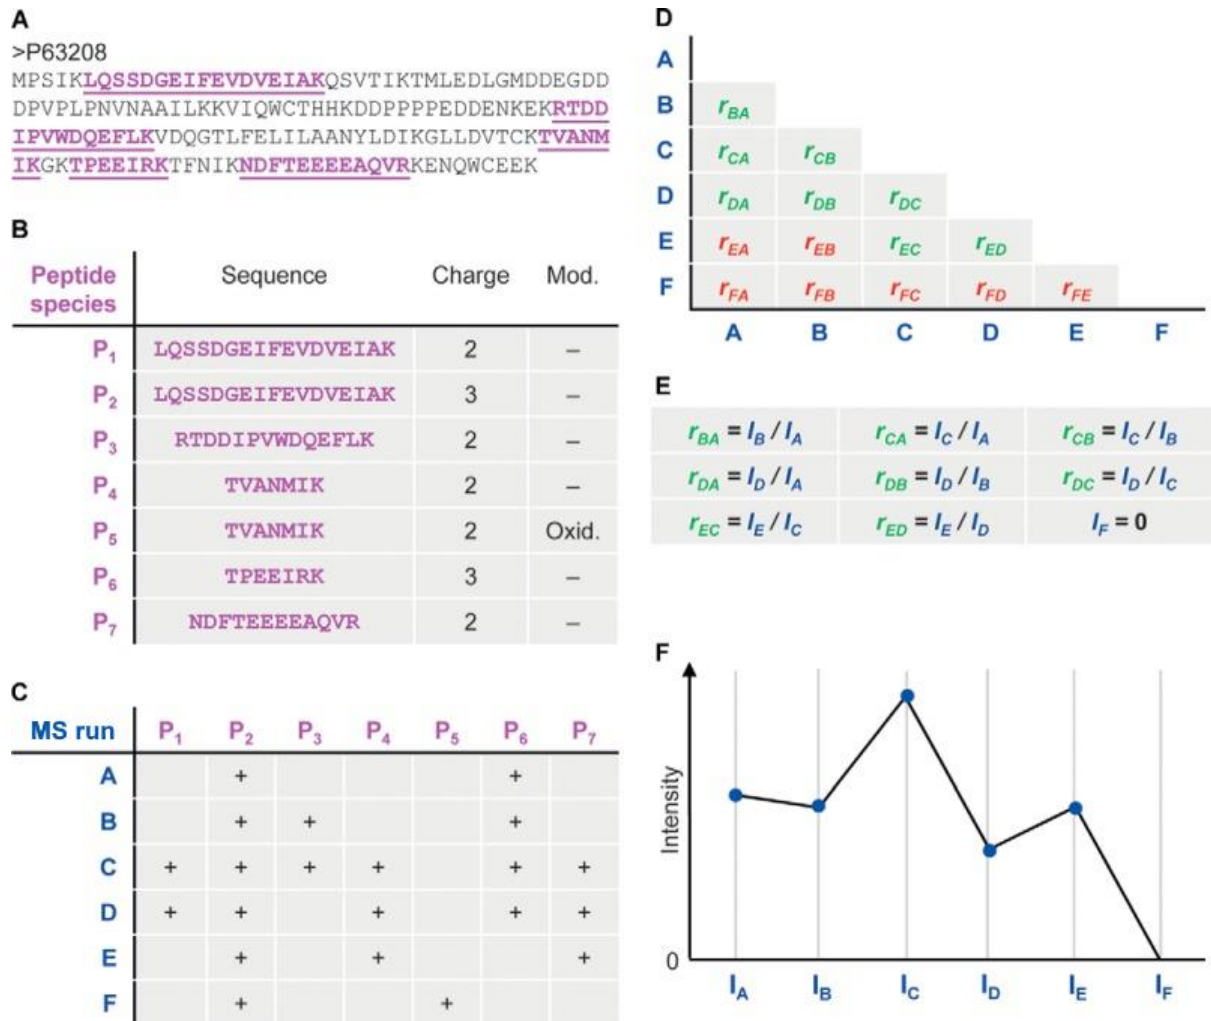 A
>P63208
MPSIKLQSSDGEIFEVDVEIAKQSVTIKTMLEDLGMDDEGDD
DPVPLPNVNAAILKKVIQWCTHHKDDPPPPEDDENKEKRTDD
IPVWDQEFLKVDQGTLFELILAANYLDIKGLLDVTCKTVANM
IKGKTPEEIRKTFNIKNDFTEEEEAQVRKENQWCEEK
B
Peptide species Sequence Charge Mod.
P1 LQSSDGEIFEVDVEIAK 2 –
P2 LQSSDGEIFEVDVEIAK 3 –
P3 RTDDIPVWDQEFLK 2 –
P4 TVANMIK 2 –
P5 TVANMIK 2 Oxid.
P6 TPEEIRK 3 –
P7 NDFTEEEEAQVR 2 –
C
MS run P1 P2 P3 P4 P5 P6 P7
A + +
B + + +
C + + + + + +
D + + + + +
E + + +
F + +
D
A
B rBA
C rCA rCB
D rDA rDB rDC
E rEA rEB rEC rED
F rFA rFB rFC rFD rFE
A B C D E F
E
rBA = IB / IA rCA = IC / IA rCB = IC / IB
rDA = ID / IA rDB = ID / IB rDC = ID / IC
rEC = IE / IC rED = IE / ID IF = 0
F
Intensity
0
IA IB IC ID IE IF